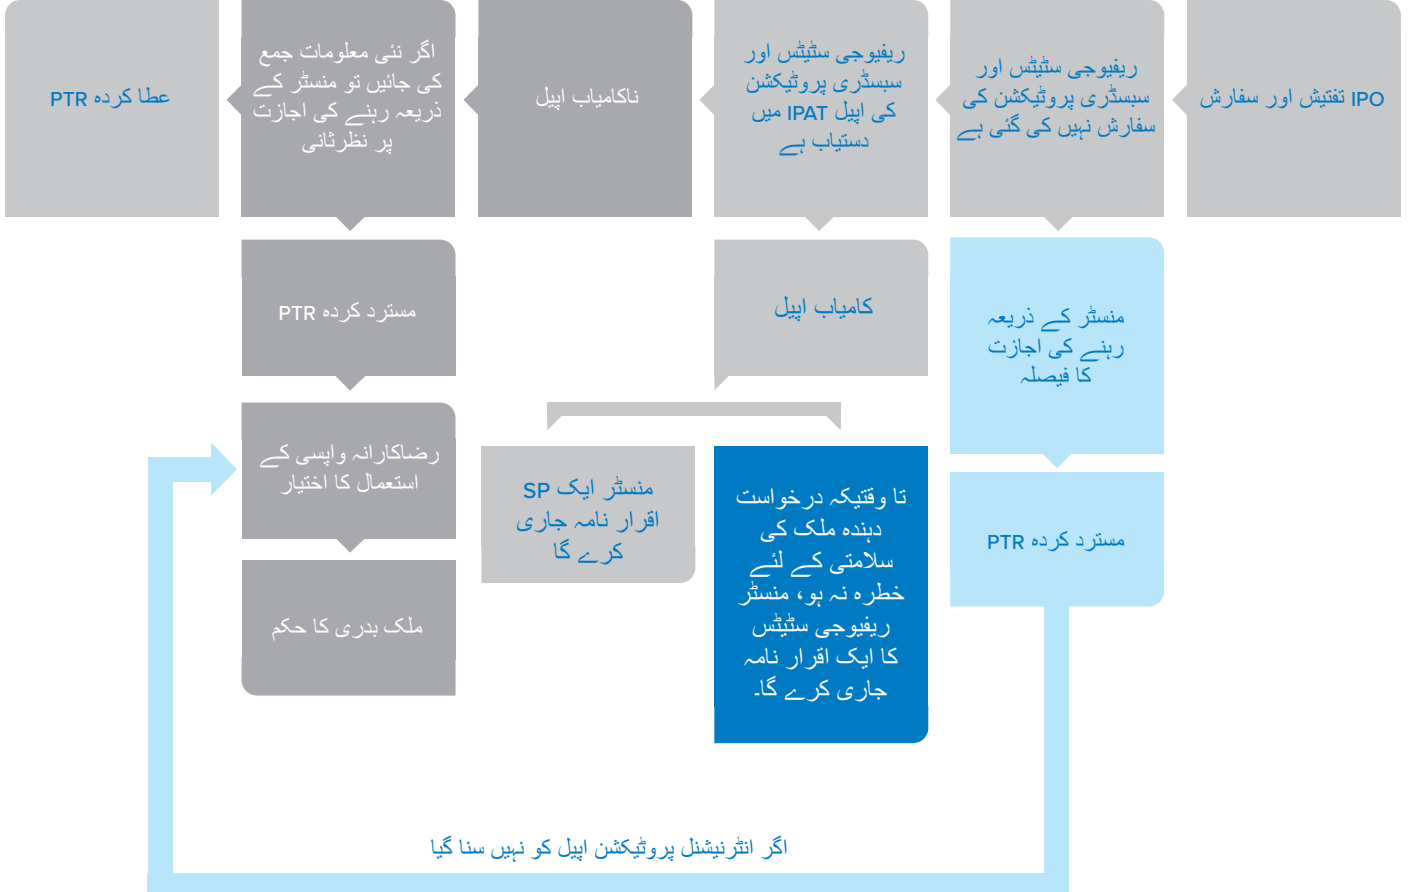 IPO تفتیش اور سفارش
ریفیوجی سٹیٹس اور
سبسڈری پروٹیکشن کی
سفارش نہیں کی گئی ہے
ریفیوجی سٹیٹس اور
سبسڈری پروٹیکشن
کی اپیل IPAT میں
دستیاب ہے
ناکامیاب اپیل
اگر نئی معلومات جمع
کی جائیں تو منسٹر کے
ذریعہ رہنے کی اجازت
پر نظرثانی
عطا کردہ PTR
منسٹر کے ذریعہ
رہنے کی اجازت
کا فیصلہ
کامیاب اپیل
مسترد کردہ PTR
مسترد کردہ PTR
تا وقتیکہ درخواست
دہندہ ملک کی
سلامتی کے لئے
خطرہ نہ ہو، منسٹر
ریفیوجی سٹیٹس
کا ایک اقرار نامہ
جاری کرے گا۔
منسٹر ایک SP
اقرار نامہ جاری
کرے گا
رضاکارانہ واپسی کے
استعمال کا اختیار
ملک بدری کا حکم
اگر انٹرنیشنل پروٹیکشن اپیل کو نہیں سنا گیا